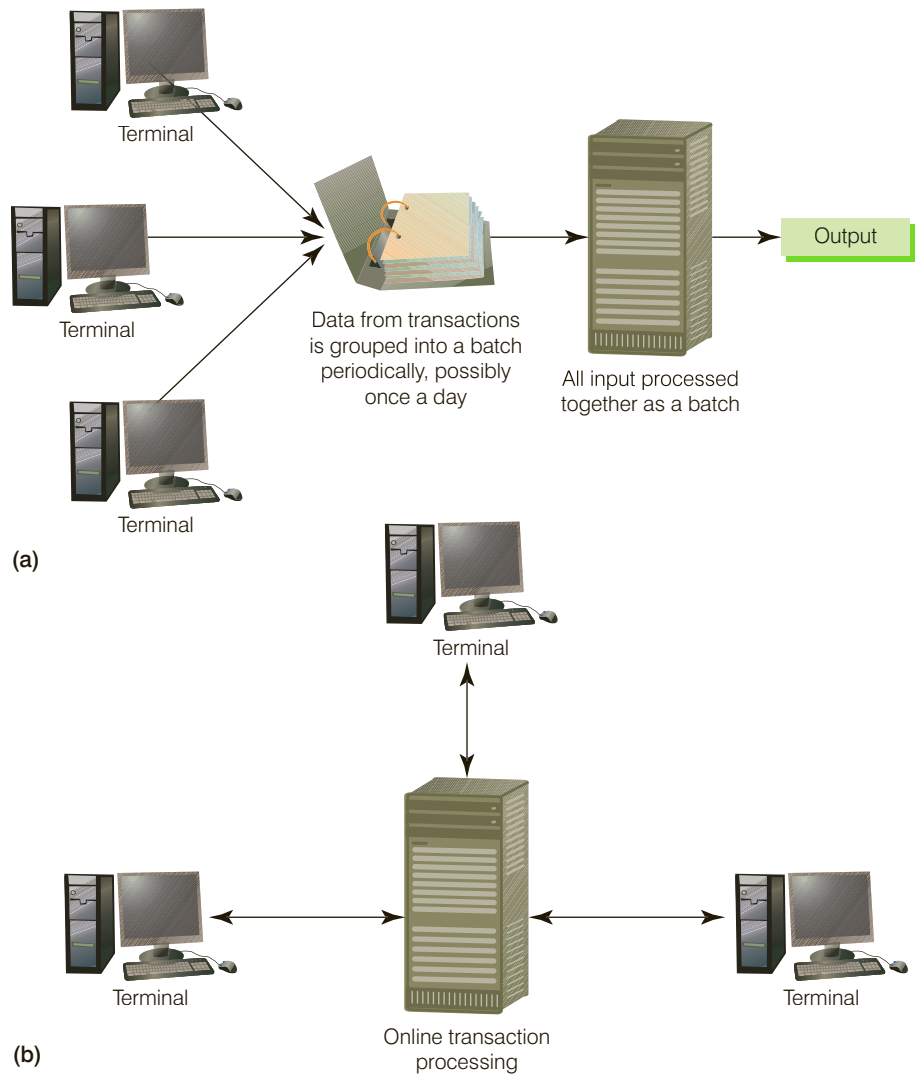 Terminal
Terminal
Data from transactions
is grouped into a batch
periodically, possibly
once a day
All input processed
together as a batch
Output
Terminal
(a)
Terminal
Terminal
Terminal
Online transaction
processing
(b)